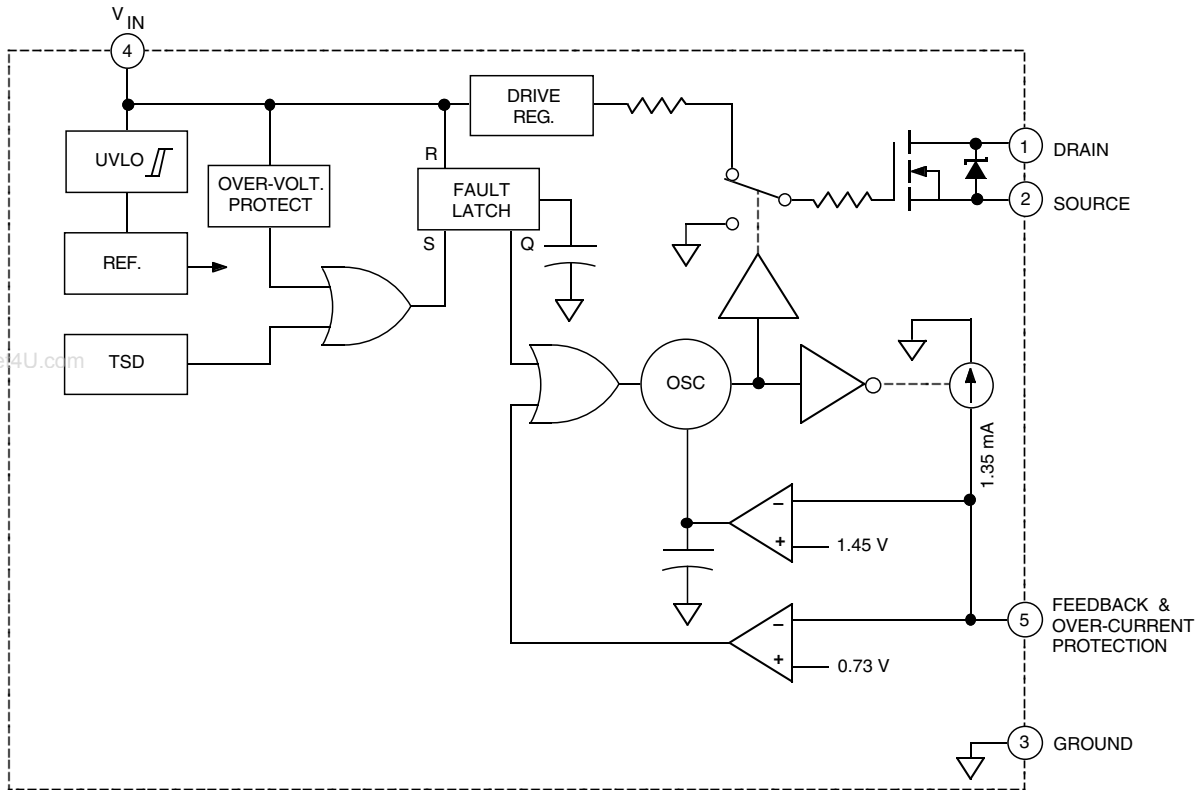 V IN
4
DRIVE
REG.
1
DRAIN
UVLO
R
OVER-VOLT.
PROTECT
FAULT
LATCH
2
SOURCE
S
Q
REF.
TSD
OSC
1.35 mA
–
+
1.45 V
–
+
0.73 V
5
FEEDBACK &
OVER-CURRENT
PROTECTION
3
GROUND